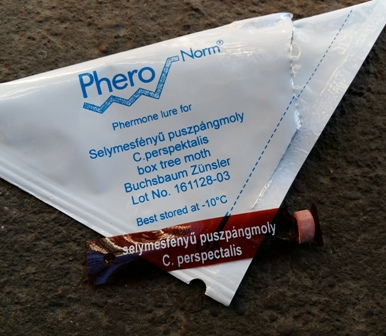 Phero Norm®
Phermone lure for
Selymesfényű puszpángmoly
C.perspektalis
box tree moth
Buchsbaum Zünsler
Lot No. 161128-03
Best stored at -10°C
selymesfényű puszpángmoly
C. perspectalis